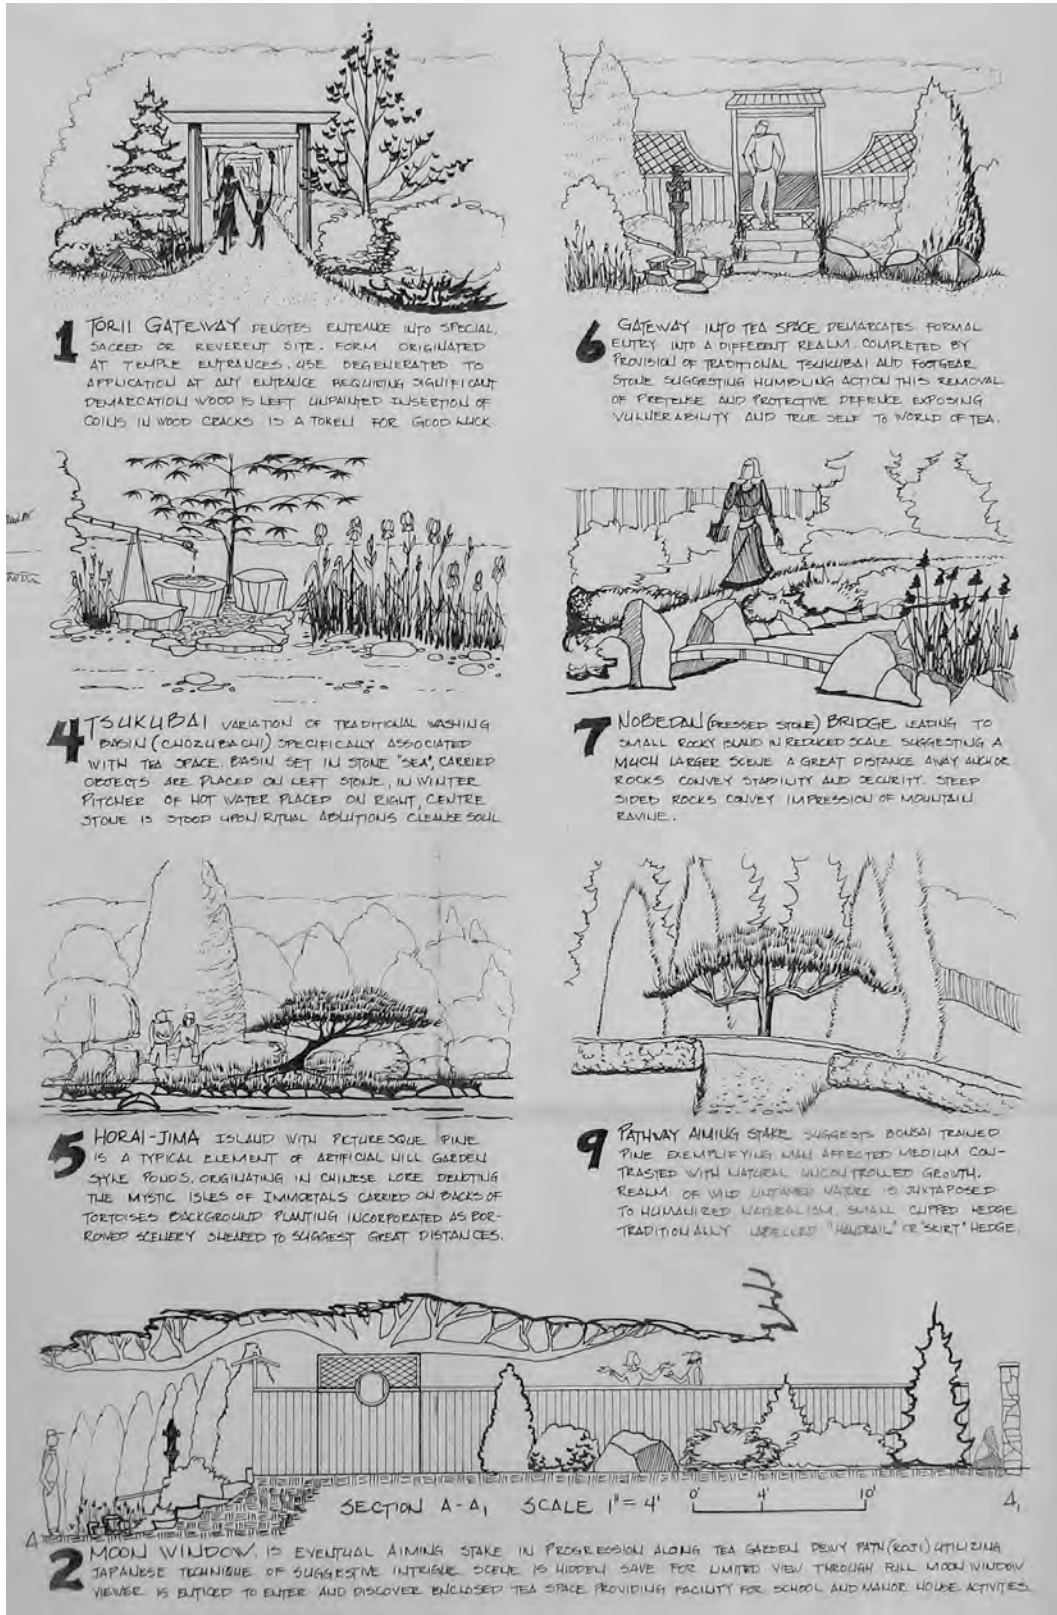 1 TORII GATEWAY DENOTES ENTRANCE INTO SPECIAL,
SACRED OR REVERENT SITE. FORM ORIGINATED
AT TEMPLE ENTRANCES. USE DEGENERATED TO
APPLICATION AT ANY ENTRANCE REQUIRING SIGNIFICANT
DEMARCATION WOOD IS LEFT UNPAINTED INSERTION OF
COINS IN WOOD CRACKS IS A TOKEN FOR GOOD LUCK
6 GATEWAY INTO TEA SPACE DEMARCATES FORMAL
ENTRY INTO A DIFFERENT REALM. COMPLETED BY
PROVISION OF TRADITIONAL TSUKUBAI AND FOOTGEAR
STONE SUGGESTING HUMBLING ACTION THIS REMOVAL
OF PRETENSE AND PROTECTIVE DEFENCE EXPOSING
VULNERABILITY AND TRUE SELF TO WORLD OF TEA.
4 TSUKUBAI VARIATION OF TRADITIONAL WASHING
BASIN (CHOZUBACHI) SPECIFICALLY ASSOCIATED
WITH TEA SPACE. BASIN SET IN STONE "SEA", CARRIED
OBJECTS ARE PLACED ON LEFT STONE, IN WINTER
PITCHER OF HOT WATER PLACED ON RIGHT, CENTRE
STONE IS STOOD UPON. RITUAL ABLUTIONS CLEANSE SOUL
7 NOBEDAN (DRESSED STONE) BRIDGE LEADING TO
SMALL ROCKY ISLAND IN REDUCED SCALE SUGGESTING A
MUCH LARGER SCENE A GREAT DISTANCE AWAY ANCHOR
ROCKS CONVEY STABILITY AND SECURITY. STEEP
SIDED ROCKS CONVEY IMPRESSION OF MOUNTAIN
RAVINE.
5 HORAI-JIMA ISLAND WITH PICTURESQUE PINE
IS A TYPICAL ELEMENT OF ARTIFICIAL HILL GARDEN
STYLE PONDS. ORIGINATING IN CHINESE LORE DENOTING
THE MYSTIC ISLES OF IMMORTALS CARRIED ON BACKS OF
TORTOISES. BACKGROUND PLANTING INCORPORATED AS BOR-
ROWED SCENERY SHEARED TO SUGGEST GREAT DISTANCES.
9 PATHWAY AIMING STAKE SUGGESTS BONSAI TRAINED
PINE EXEMPLIFYING MAN AFFECTED MEDIUM CON-
TRASTED WITH NATURAL UNCONTROLLED GROWTH.
REALM OF WILD UNTAMED NATURE IS JUXTAPOSED
TO HUMANIZED NATURALISM. SMALL CLIPPED HEDGE
TRADITIONALLY LABELLED "HANDRAIL" OR "SKIRT" HEDGE.
SECTION A-A1 SCALE 1"=4' 0' 4' 10'
A A1
2 MOON WINDOW, IS EVENTUAL AIMING STAKE IN PROGRESSION ALONG TEA GARDEN DEWY PATH (ROJI) UTILIZING
JAPANESE TECHNIQUE OF SUGGESTIVE INTRIGUE SCENE IS HIDDEN SAVE FOR LIMITED VIEW THROUGH FULL MOON WINDOW
VIEWER IS ENTICED TO ENTER AND DISCOVER ENCLOSED TEA SPACE PROVIDING FACILITY FOR SCHOOL AND MANOR HOUSE ACTIVITIES.